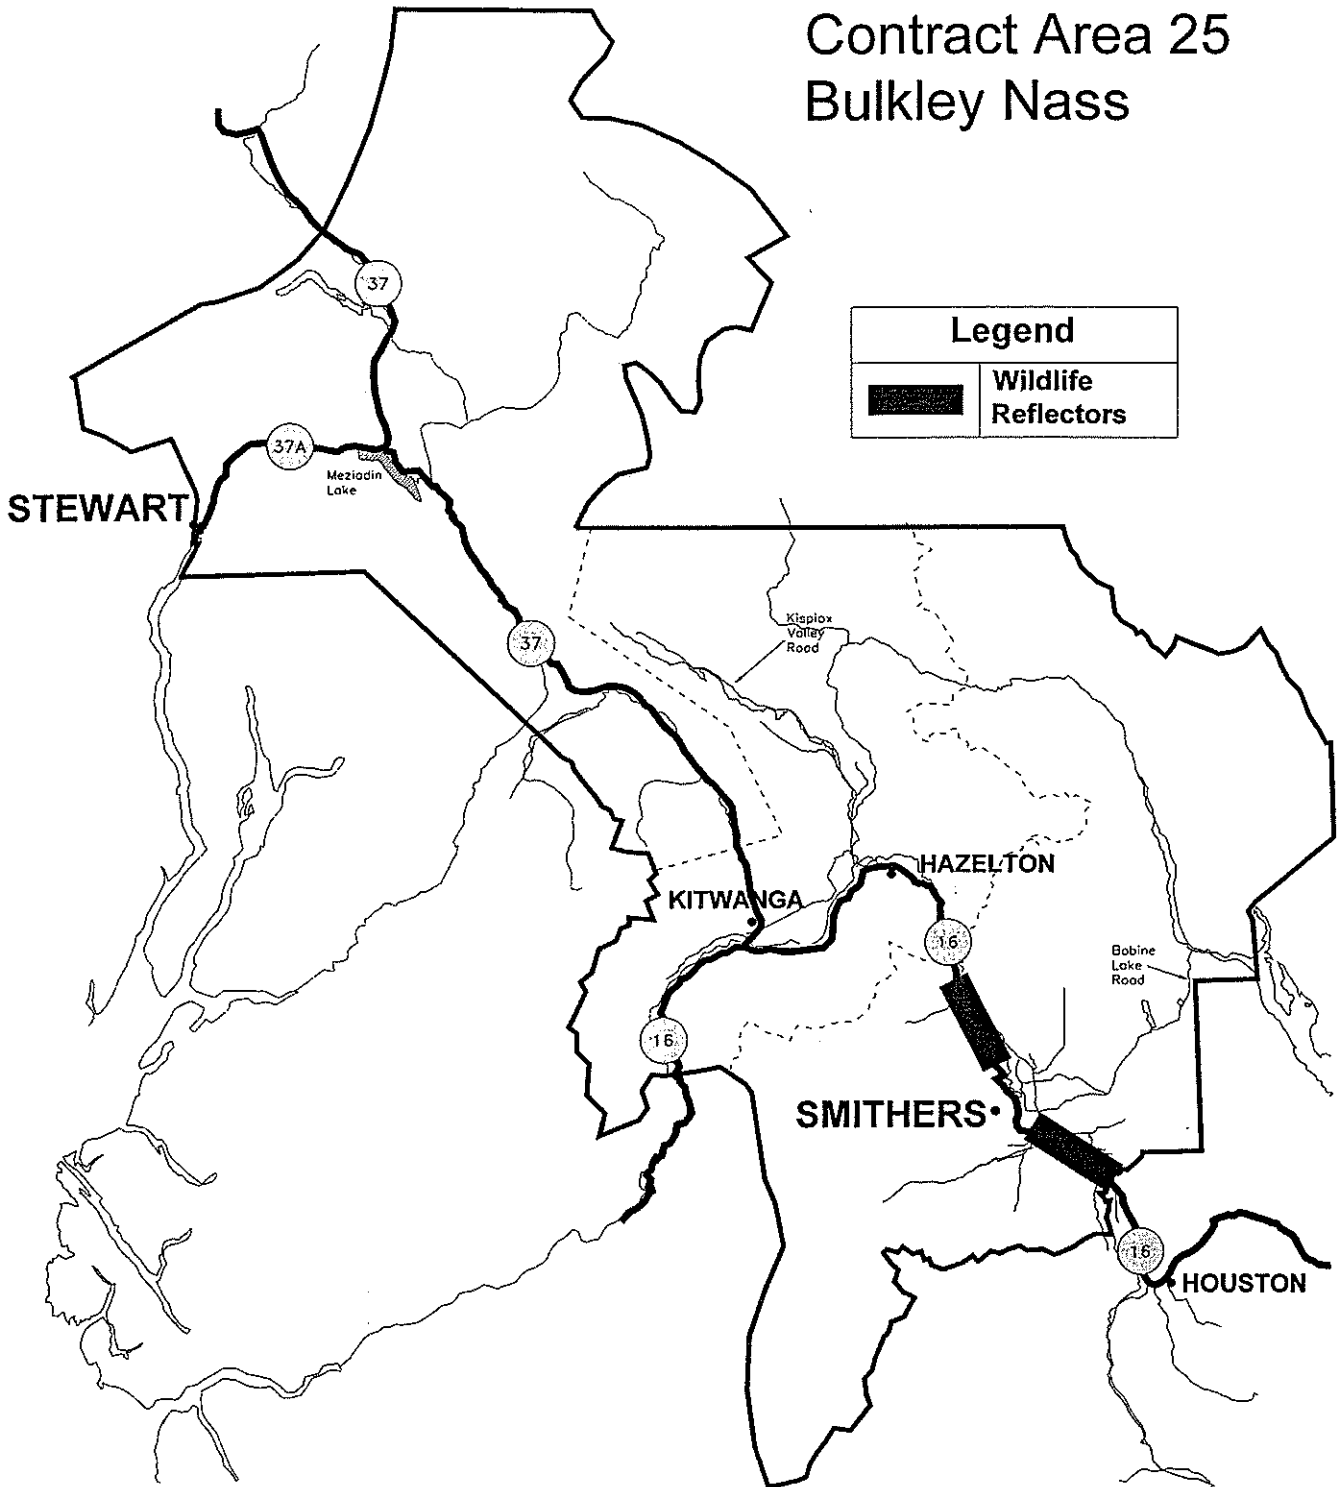 Contract Area 25
Bulkley Nass
37
Legend
Wildlife
Reflectors
37A
Meziadin
Lake
STEWART
37
Kispiox
Valley
Road
HAZELTON
KITWANGA
16
Babine
Lake
Road
16
SMITHERS
16
HOUSTON